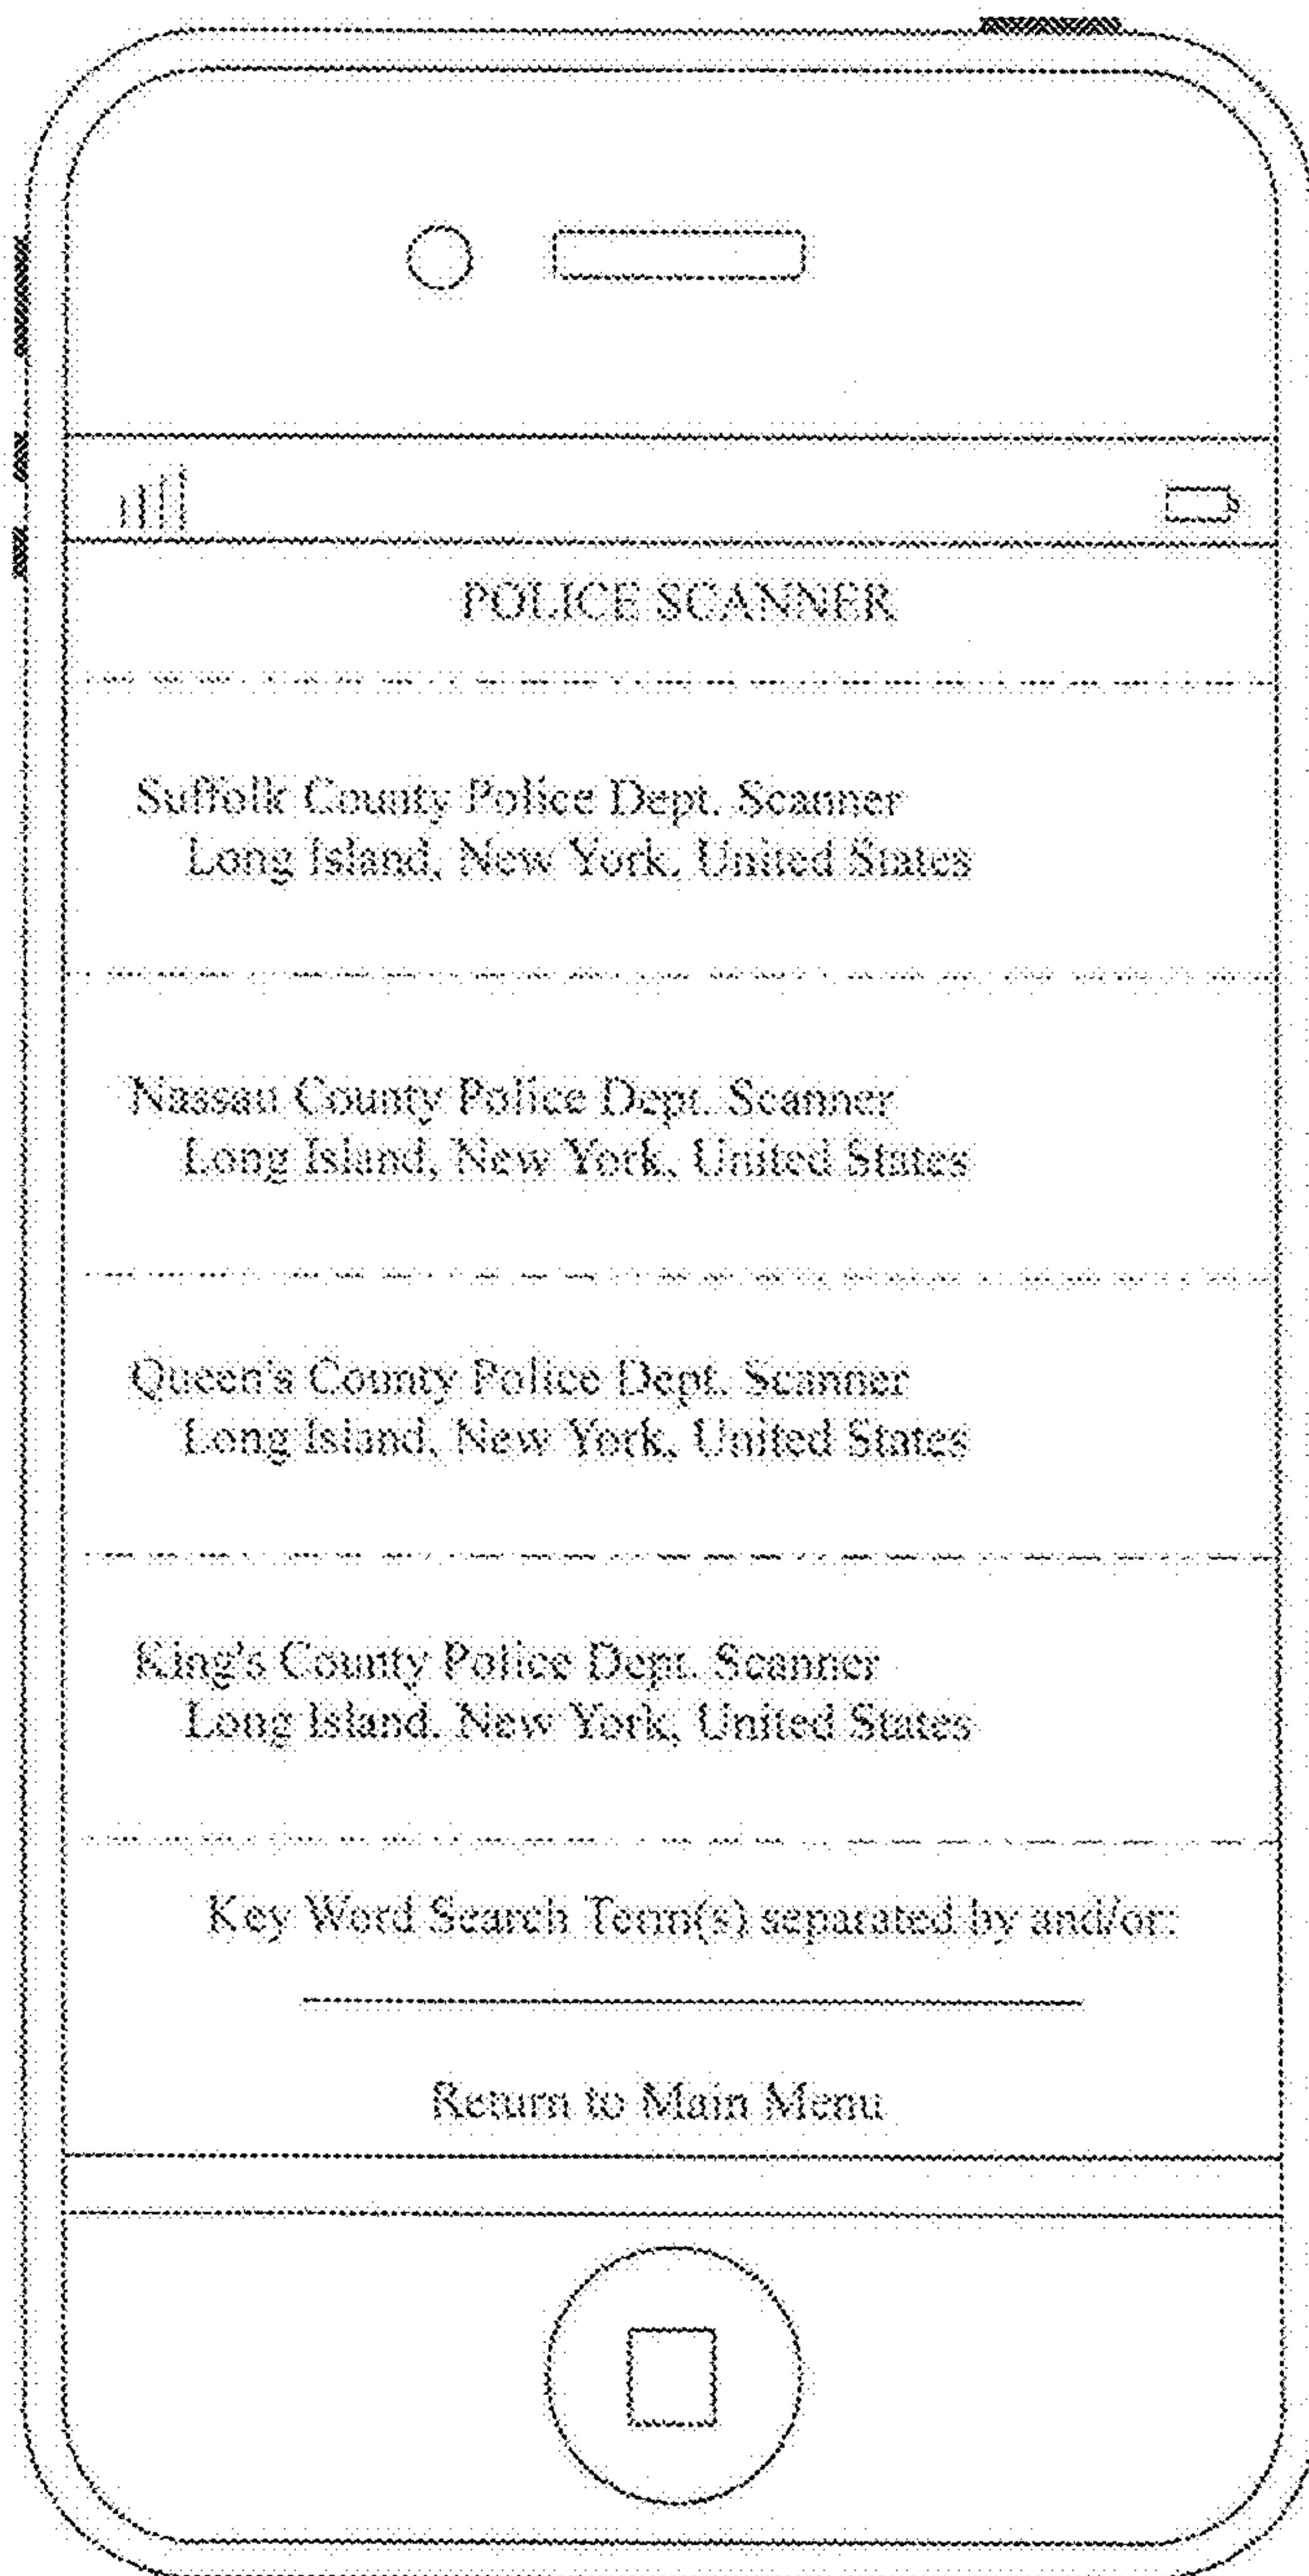 POLICE SCANNER
Suffolk County Police Dept. Scanner
Long Island, New York, United States
Nassau County Police Dept. Scanner
Long Island, New York, United States
Queen's County Police Dept. Scanner
Long Island, New York, United States
King's County Police Dept. Scanner
Long Island, New York, United States
Key Word Search Term(s) separated by and/or:
Return to Main Menu